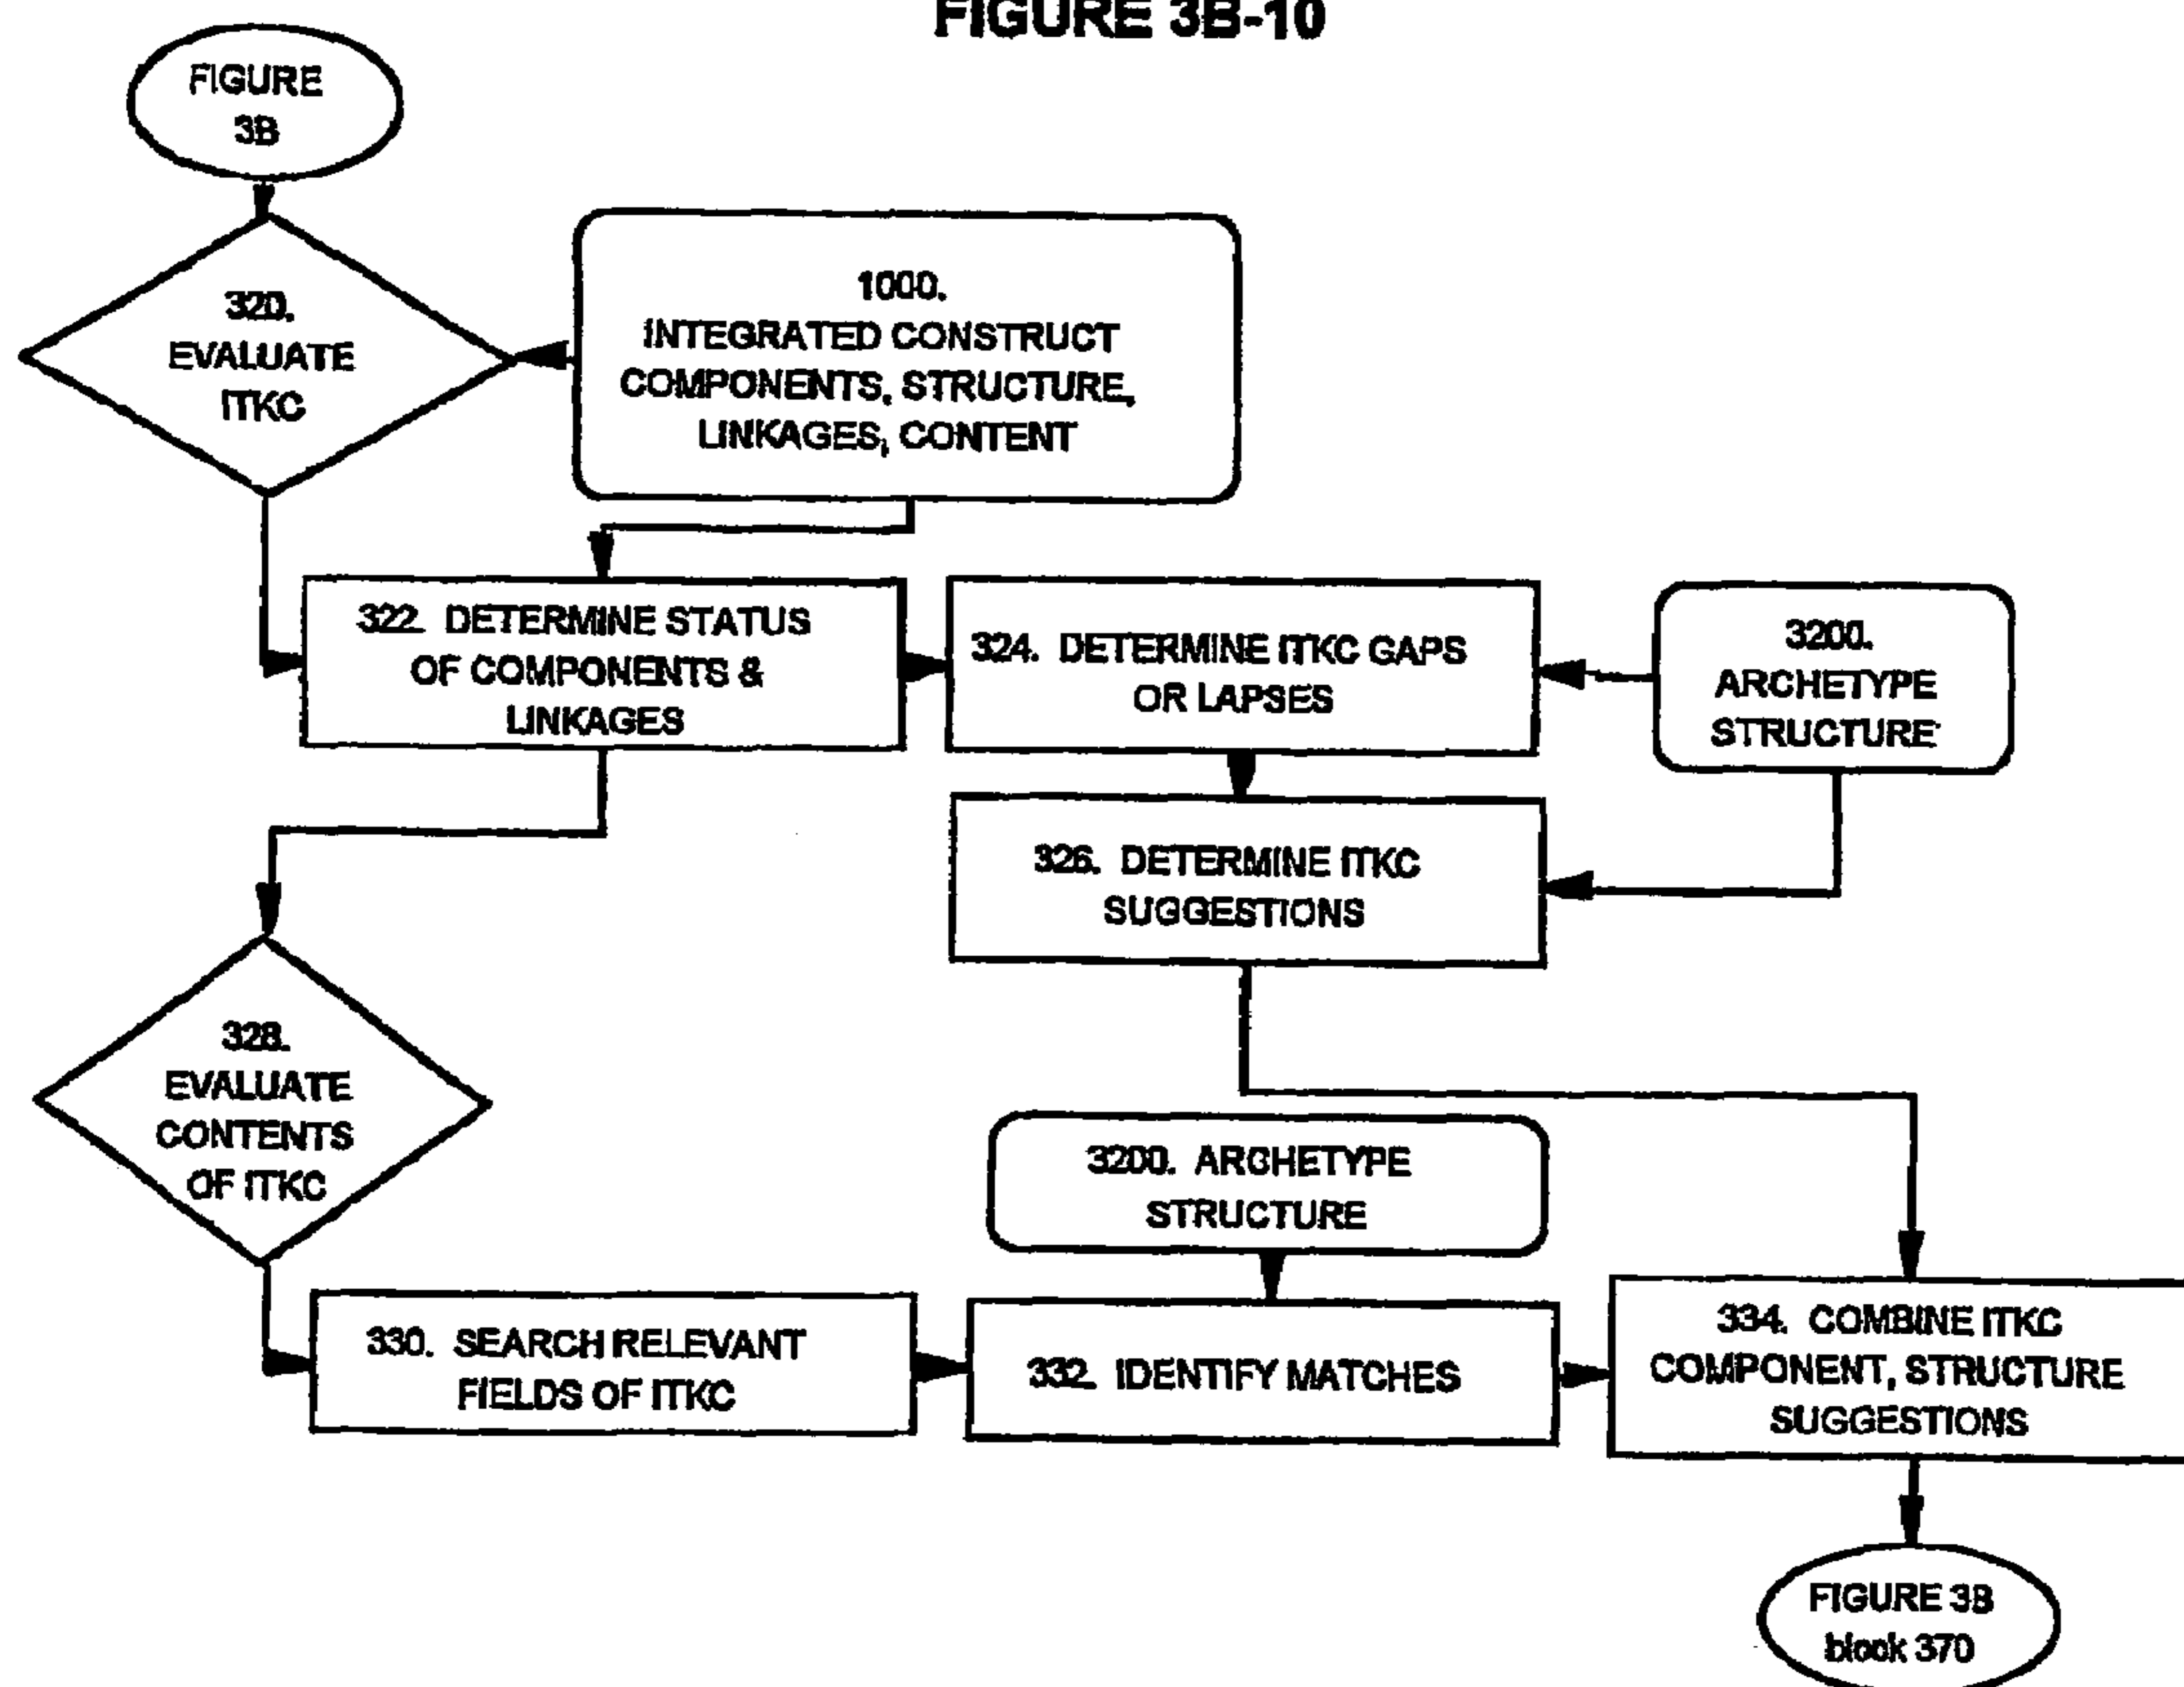 FIGURE 3B-10
FIGURE
3B
320.
EVALUATE
ITKC
1000.
INTEGRATED CONSTRUCT
COMPONENTS, STRUCTURE,
LINKAGES, CONTENT
322. DETERMINE STATUS
OF COMPONENTS &
LINKAGES
324. DETERMINE ITKC GAPS
OR LAPSES
3200.
ARCHETYPE
STRUCTURE
326. DETERMINE ITKC
SUGGESTIONS
328.
EVALUATE
CONTENTS
OF ITKC
3200. ARCHETYPE
STRUCTURE
330. SEARCH RELEVANT
FIELDS OF ITKC
332. IDENTIFY MATCHES
334. COMBINE ITKC
COMPONENT, STRUCTURE
SUGGESTIONS
FIGURE 3B
block 370